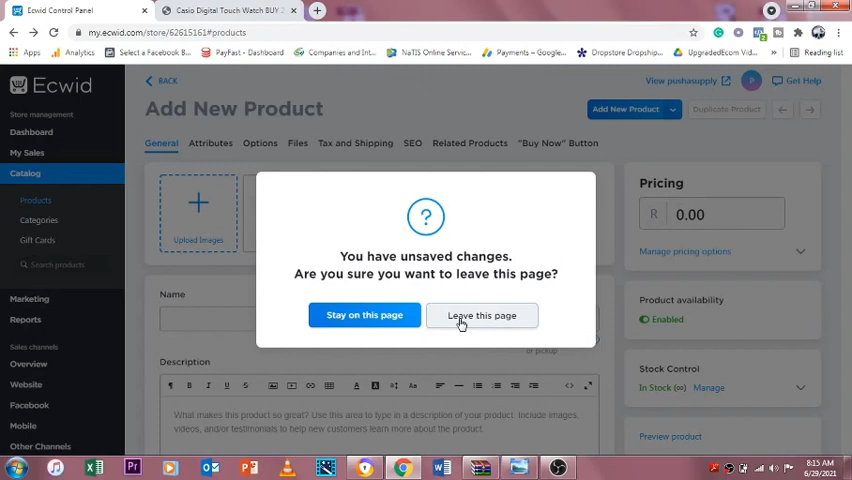 Ecwid Control Panel
Casio Digital Touch Watch BUY 2
my.ecwid.com/store/62615161#products
Apps
Analytics
Select a Facebook B...
PayFast - Dashboard
Companies and Int...
NaTIS Online Servic...
Payments – Google...
Dropstore Dropship...
UpgradedEcom Vid...
Reading list
Ecwid
BACK
View pushasupply
P
Get Help
Add New Product
Add New Product
Duplicate Product
Store management
Dashboard
My Sales
Catalog
Products
Categories
Gift Cards
Search products
Marketing
Reports
Sales channels
Overview
Website
Facebook
Mobile
Other Channels
General
Attributes
Options
Files
Tax and Shipping
SEO
Related Products
"Buy Now" Button
Upload Images
?
You have unsaved changes.
Are you sure you want to leave this page?
Stay on this page
Leave this page
or pickup
Name
Description
¶ B I U S
A A Aa
What makes this product so great? Use this area to type in a description of your product. Include images,
videos, and/or testimonials to help new customers learn more about the product.
Pricing
R 0.00
Manage pricing options
Product availability
Enabled
Stock Control
In Stock (∞) Manage
Preview product
8:15 AM
6/29/2021